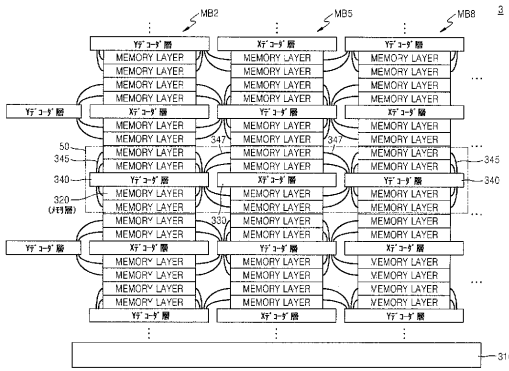 MB2 MB5 MB8 3
Yデコーダ層 Xデコーダ層 Yデコーダ層
MEMORY LAYER MEMORY LAYER MEMORY LAYER
MEMORY LAYER MEMORY LAYER MEMORY LAYER
MEMORY LAYER MEMORY LAYER MEMORY LAYER
MEMORY LAYER MEMORY LAYER MEMORY LAYER
Yデコーダ層 Xデコーダ層 Yデコーダ層 Xデコーダ層
MEMORY LAYER MEMORY LAYER MEMORY LAYER
MEMORY LAYER 347 MEMORY LAYER 347 MEMORY LAYER
50 MEMORY LAYER MEMORY LAYER MEMORY LAYER
345 MEMORY LAYER MEMORY LAYER MEMORY LAYER 345
340 Yデコーダ層 Xデコーダ層 Yデコーダ層 340
320 MEMORY LAYER MEMORY LAYER MEMORY LAYER
(メモリ層) MEMORY LAYER MEMORY LAYER MEMORY LAYER
MEMORY LAYER 330 MEMORY LAYER MEMORY LAYER
MEMORY LAYER MEMORY LAYER MEMORY LAYER
Yデコーダ層 Xデコーダ層 Yデコーダ層 Xデコーダ層
MEMORY LAYER MEMORY LAYER MEMORY LAYER
MEMORY LAYER MEMORY LAYER MEMORY LAYER
MEMORY LAYER MEMORY LAYER MEMORY LAYER
MEMORY LAYER MEMORY LAYER MEMORY LAYER
Yデコーダ層 Xデコーダ層 Yデコーダ層
310